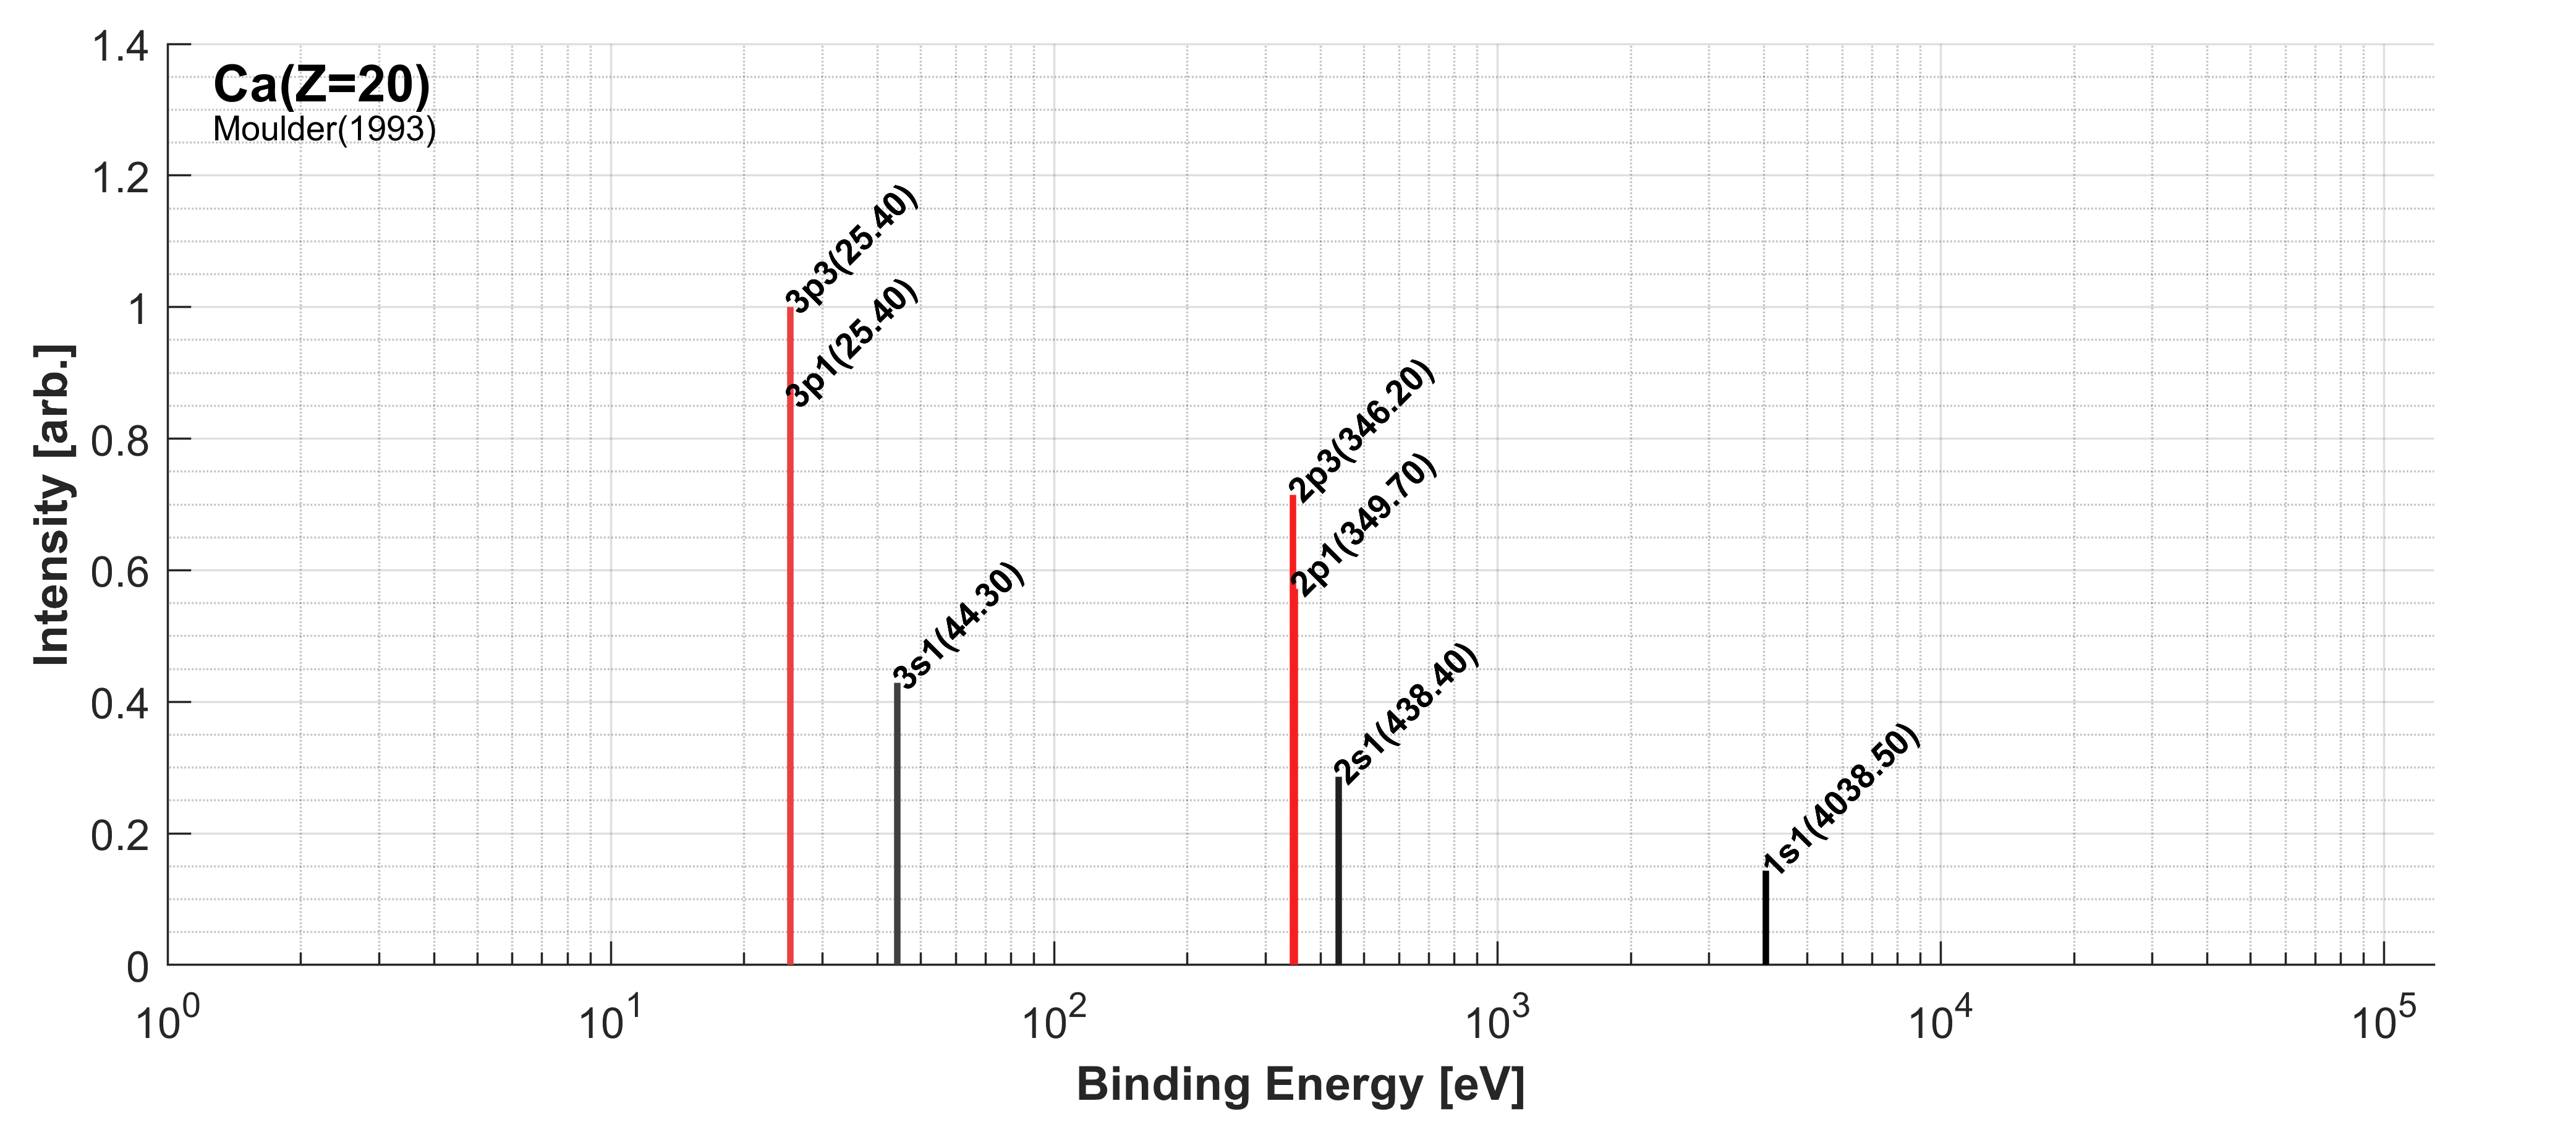 Ca(Z=20)
Moulder(1993)
3p3(25.40)
3p1(25.40)
3s1(44.30)
2p3(346.20)
2p1(349.70)
2s1(438.40)
1s1(4038.50)
Intensity [arb.]
1.4
1.2
1
0.8
0.6
0.4
0.2
0
10^0 10^1 10^2 10^3 10^4 10^5
Binding Energy [eV]